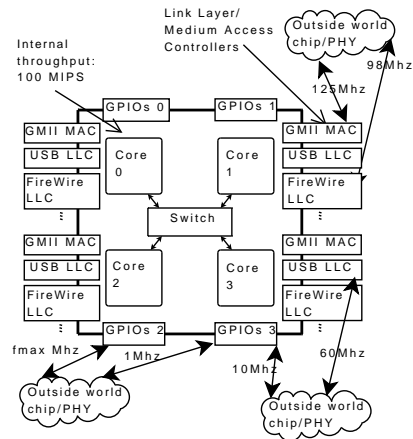 Internal
throughput:
100 MIPS
Link Layer/
Medium Access
Controllers
Outside world
chip/PHY
98Mhz
125Mhz
GPIOs 0
GPIOs 1
GMII MAC
USB LLC
FireWire
LLC
...
GMII MAC
USB LLC
FireWire
LLC
...
Core
0
Core
1
Switch
Core
2
Core
3
GMII MAC
USB LLC
FireWire
LLC
...
GMII MAC
USB LLC
FireWire
LLC
...
GPIOs 2
GPIOs 3
fmax Mhz
1Mhz
10Mhz
60Mhz
Outside world
chip/PHY
Outside world
chip/PHY